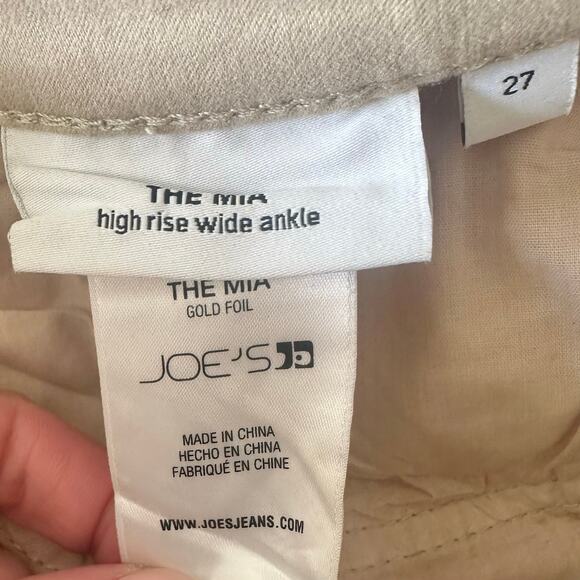 27
THE MIA
high rise wide ankle
THE MIA
GOLD FOIL
JOE'S
MADE IN CHINA
HECHO EN CHINA
FABRIQUÉ EN CHINE
WWW.JOESJEANS.COM